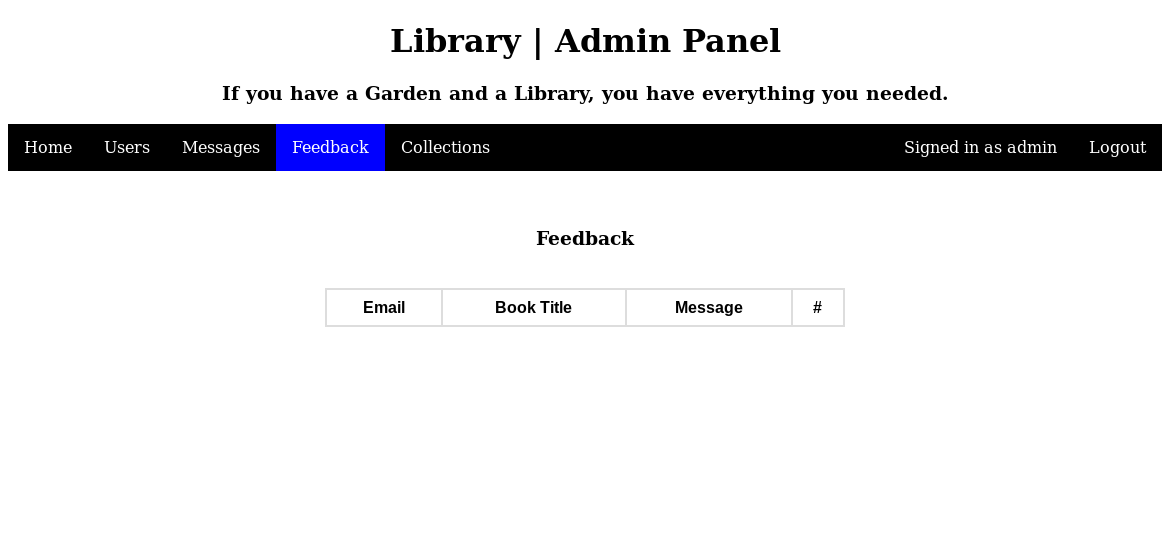 Library | Admin Panel
If you have a Garden and a Library, you have everything you needed.
Home Users Messages Feedback Collections Signed in as admin Logout
Feedback
Email Book Title Message #